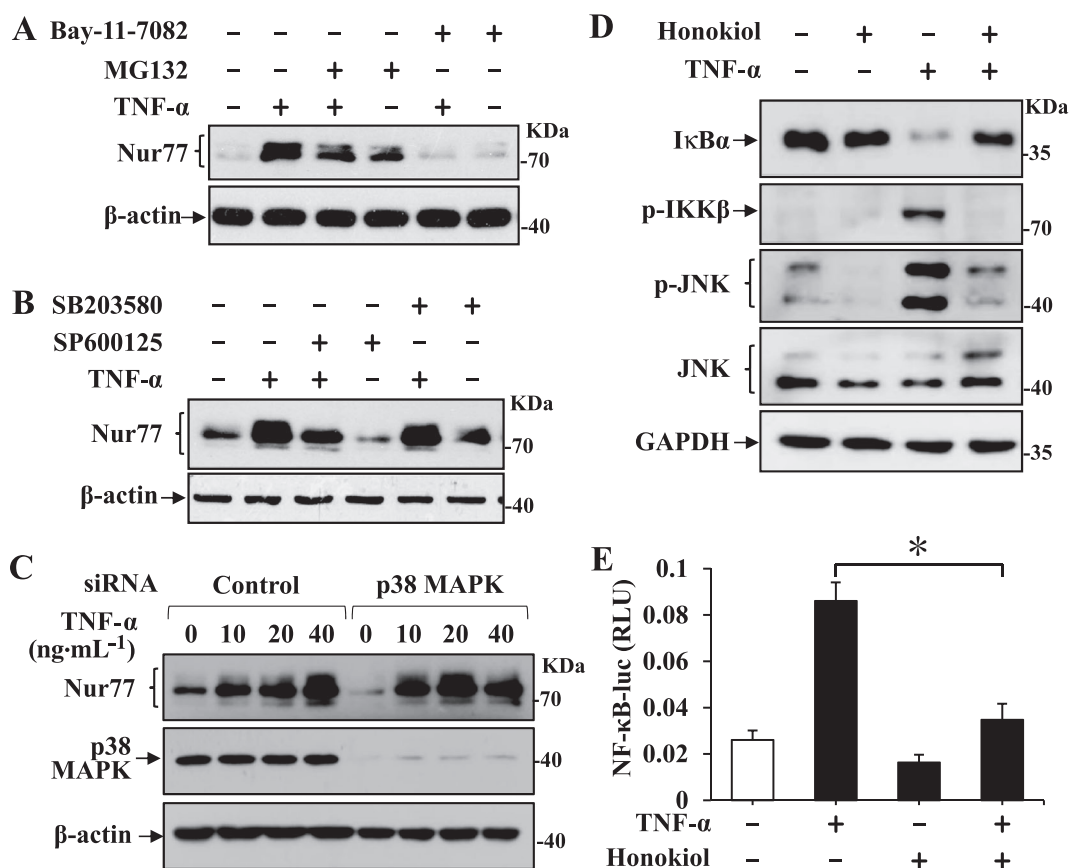 A Bay-11-7082 − − − − + +
MG132 − − + + − −
TNF-α − + + − + −
KDa
Nur77
-70
β-actin
-40
B SB203580 − − − − + +
SP600125 − − + + − −
TNF-α − + + − + −
KDa
Nur77
-70
β-actin
-40
C siRNA Control p38 MAPK
TNF-α
(ng·mL⁻¹) 0 10 20 40 0 10 20 40
KDa
Nur77
-70
p38
MAPK
-40
β-actin
-40
D Honokiol − + − +
TNF-α − − + +
KDa
IκBα
-35
p-IKKβ
-70
p-JNK
-40
JNK
-40
GAPDH
-35
E
*
NF-κB-luc (RLU)
0.1
0.08
0.06
0.04
0.02
0
TNF-α − + − +
Honokiol − − + +